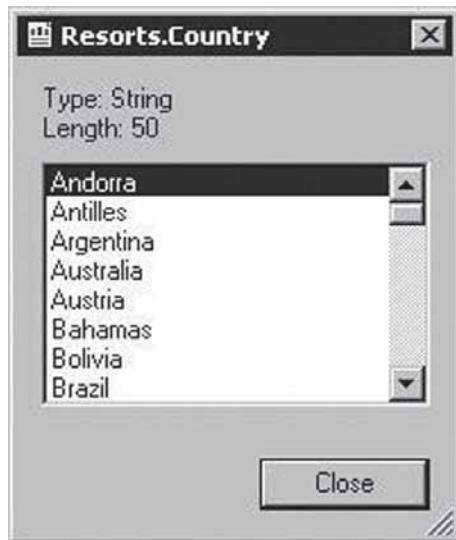 Resorts.Country
Type: String
Length: 50
Andorra
Antilles
Argentina
Australia
Austria
Bahamas
Bolivia
Brazil
Close